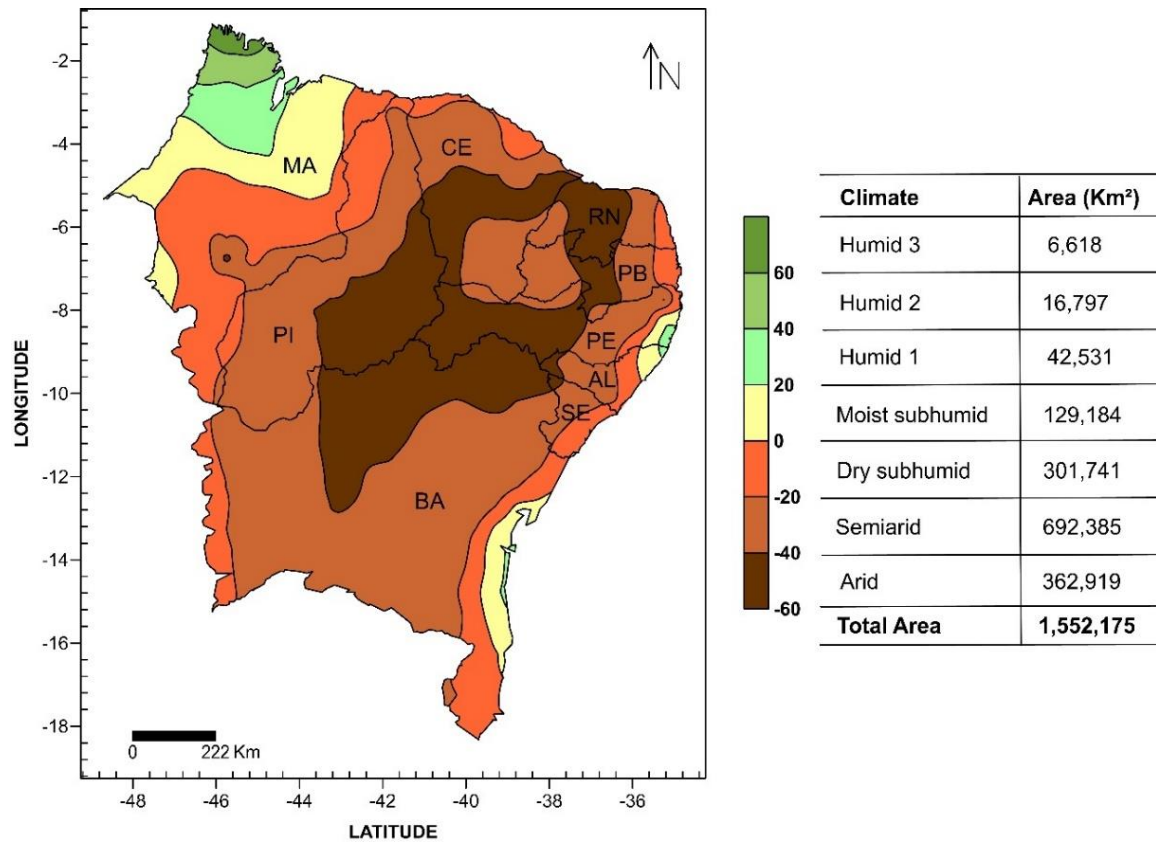 N
-2
-4
-6
-8
-10
-12
-14
-16
-18
LONGITUDE
MA
CE
RN
PB
PI
PE
AL
SE
BA
0 222 Km
-48 -46 -44 -42 -40 -38 -36
LATITUDE
60
40
20
0
-20
-40
-60
Climate Area (Km²)
Humid 3 6,618
Humid 2 16,797
Humid 1 42,531
Moist subhumid 129,184
Dry subhumid 301,741
Semiarid 692,385
Arid 362,919
Total Area 1,552,175